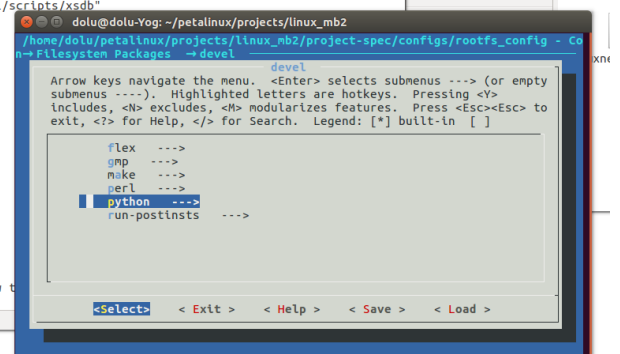 /scripts/xsdb"
dolu@dolu-Yog: ~/petalinux/projects/linux_mb2
/home/dolu/petalinux/projects/linux_mb2/project-spec/configs/rootfs_config - Co
n→ Filesystem Packages → devel
devel
Arrow keys navigate the menu. <Enter> selects submenus ---> (or empty
submenus ----). Highlighted letters are hotkeys. Pressing <Y>
includes, <N> excludes, <M> modularizes features. Press <Esc><Esc> to
exit, <?> for Help, </> for Search. Legend: [*] built-in [ ]
flex --->
gmp --->
make --->
perl --->
python --->
run-postinsts --->
<Select> < Exit > < Help > < Save > < Load >